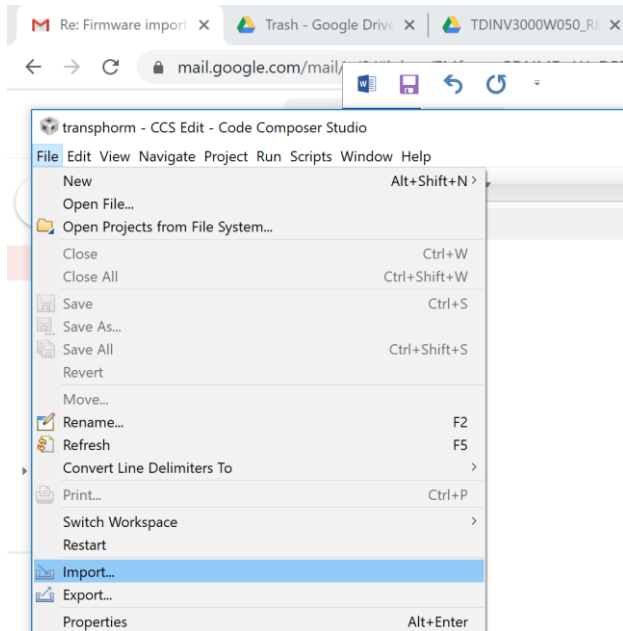 Re: Firmware import
Trash - Google Drive
TDINV3000W050_RE
mail.google.com/mail/
transphorm - CCS Edit - Code Composer Studio
File Edit View Navigate Project Run Scripts Window Help
New Alt+Shift+N >
Open File...
Open Projects from File System...
Close Ctrl+W
Close All Ctrl+Shift+W
Save Ctrl+S
Save As...
Save All Ctrl+Shift+S
Revert
Move...
Rename... F2
Refresh F5
Convert Line Delimiters To >
Print... Ctrl+P
Switch Workspace >
Restart
Import...
Export...
Properties Alt+Enter